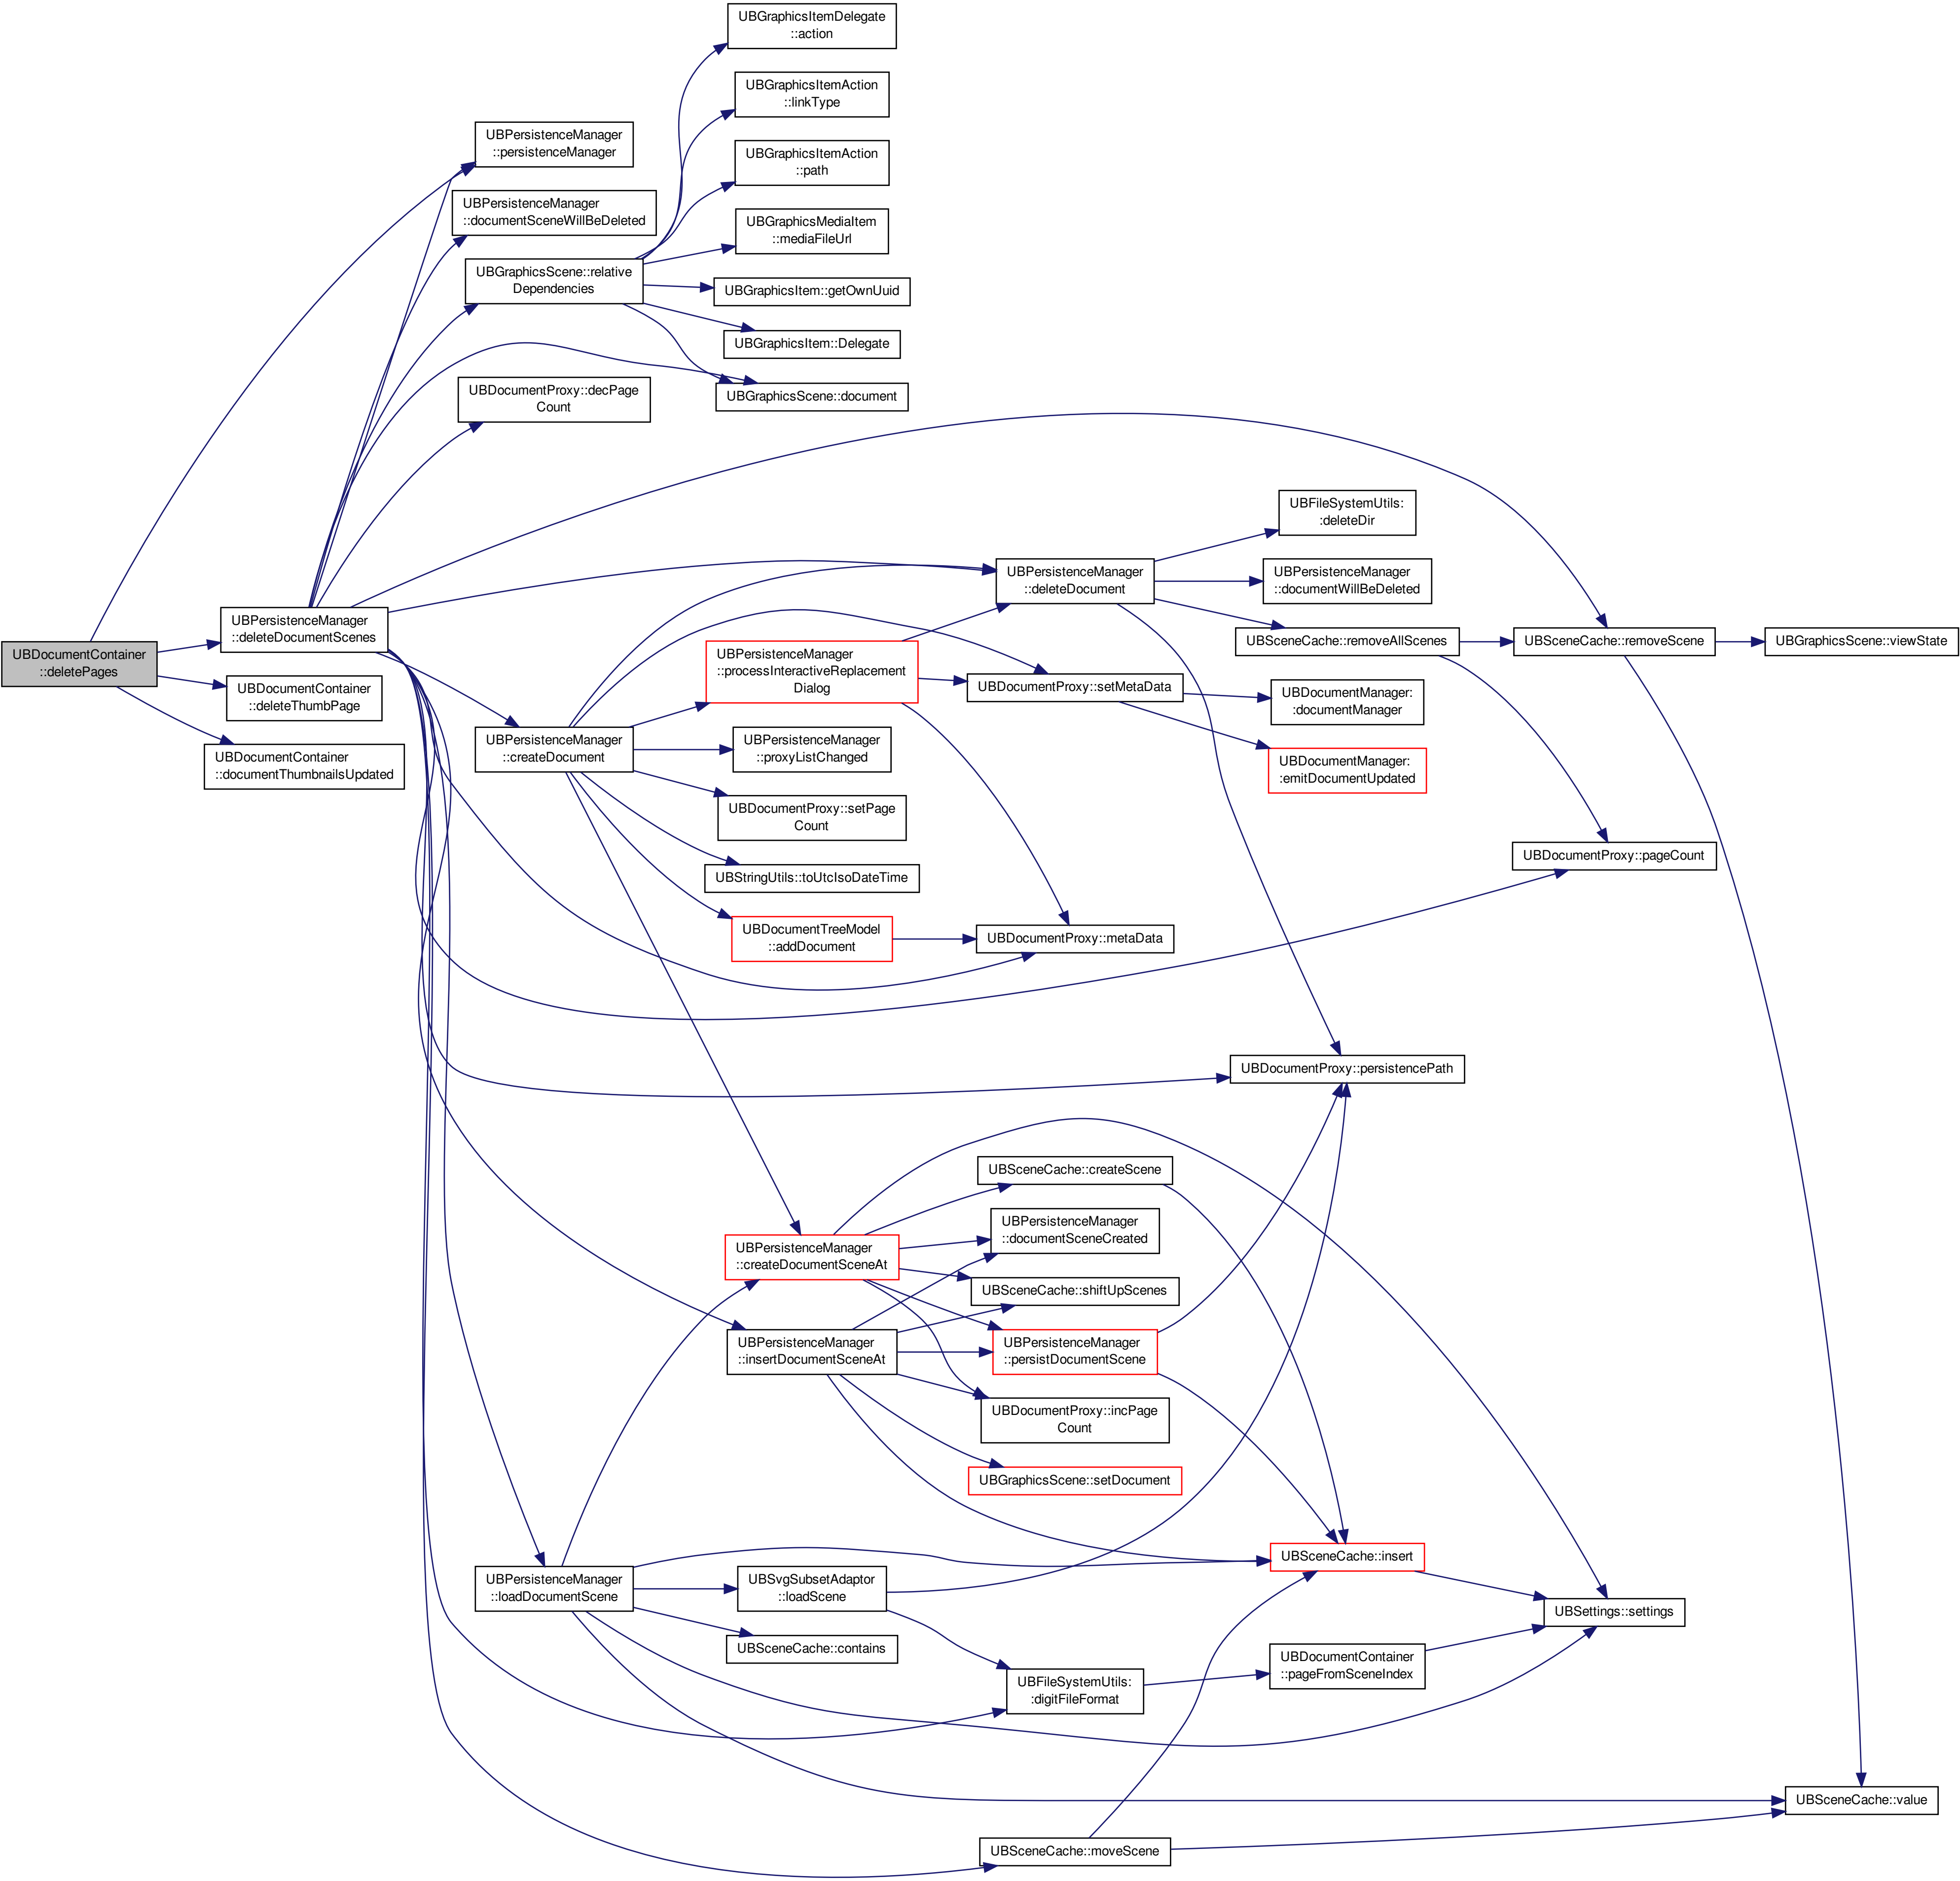 UBGraphicsItemDelegate
::action
UBGraphicsItemAction
::linkType
UBPersistenceManager
::persistenceManager
UBGraphicsItemAction
::path
UBPersistenceManager
::documentSceneWillBeDeleted
UBGraphicsMediaItem
::mediaFileUrl
UBGraphicsScene::relative
Dependencies
UBGraphicsItem::getOwnUuid
UBGraphicsItem::Delegate
UBDocumentProxy::decPage
Count
UBGraphicsScene::document
UBFileSystemUtils:
:deleteDir
UBPersistenceManager
::deleteDocument
UBPersistenceManager
::documentWillBeDeleted
UBPersistenceManager
::deleteDocumentScenes
UBSceneCache::removeAllScenes
UBSceneCache::removeScene
UBGraphicsScene::viewState
UBDocumentContainer
::deletePages
UBPersistenceManager
::processInteractiveReplacement
Dialog
UBDocumentProxy::setMetaData
UBDocumentContainer
::deleteThumbPage
UBDocumentManager:
:documentManager
UBDocumentContainer
::documentThumbnailsUpdated
UBPersistenceManager
::createDocument
UBPersistenceManager
::proxyListChanged
UBDocumentManager:
:emitDocumentUpdated
UBDocumentProxy::setPage
Count
UBDocumentProxy::pageCount
UBStringUtils::toUtcIsoDateTime
UBDocumentTreeModel
::addDocument
UBDocumentProxy::metaData
UBDocumentProxy::persistencePath
UBSceneCache::createScene
UBPersistenceManager
::documentSceneCreated
UBPersistenceManager
::createDocumentSceneAt
UBSceneCache::shiftUpScenes
UBPersistenceManager
::insertDocumentSceneAt
UBPersistenceManager
::persistDocumentScene
UBDocumentProxy::incPage
Count
UBGraphicsScene::setDocument
UBSceneCache::insert
UBPersistenceManager
::loadDocumentScene
UBSvgSubsetAdaptor
::loadScene
UBSettings::settings
UBSceneCache::contains
UBDocumentContainer
::pageFromSceneIndex
UBFileSystemUtils:
:digitFileFormat
UBSceneCache::value
UBSceneCache::moveScene